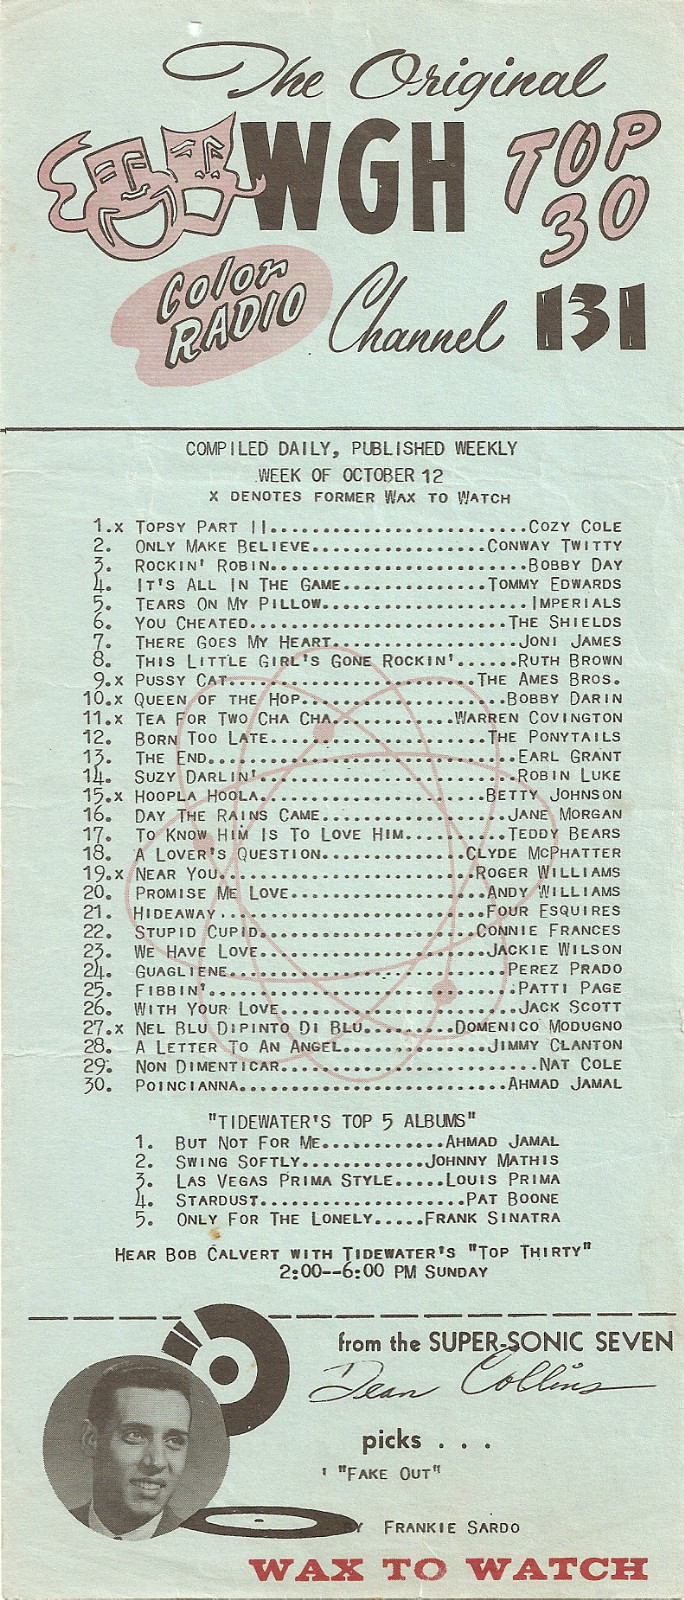 The Original
WGH TOP 30
Color RADIO Channel 131
COMPILED DAILY, PUBLISHED WEEKLY
WEEK OF OCTOBER 12
X DENOTES FORMER WAX TO WATCH
1.X TOPSY PART II..........................COZY COLE
2. ONLY MAKE BELIEVE..................CONWAY TWITTY
3. ROCKIN' ROBIN..........................BOBBY DAY
4. IT'S ALL IN THE GAME...............TOMMY EDWARDS
5. TEARS ON MY PILLOW.....................IMPERIALS
6. YOU CHEATED..........................THE SHIELDS
7. THERE GOES MY HEART...................JONI JAMES
8. THIS LITTLE GIRL'S GONE ROCKIN'......RUTH BROWN
9.X PUSSY CAT.........................THE AMES BROS.
10.X QUEEN OF THE HOP.....................BOBBY DARIN
11.X TEA FOR TWO CHA CHA............WARREN COVINGTON
12. BORN TOO LATE......................THE PONYTAILS
13. THE END...............................EARL GRANT
14. SUZY DARLIN'..........................ROBIN LUKE
15.X HOOPLA HOOLA.......................BETTY JOHNSON
16. DAY THE RAINS CAME...................JANE MORGAN
17. TO KNOW HIM IS TO LOVE HIM..........TEDDY BEARS
18. A LOVER'S QUESTION..............CLYDE MCPHATTER
19.X NEAR YOU..........................ROGER WILLIAMS
20. PROMISE ME LOVE....................ANDY WILLIAMS
21. HIDEAWAY...........................FOUR ESQUIRES
22. STUPID CUPID......................CONNIE FRANCES
23. WE HAVE LOVE.......................JACKIE WILSON
24. GUAGLIENE............................PEREZ PRADO
25. FIBBIN'...............................PATTI PAGE
26. WITH YOUR LOVE........................JACK SCOTT
27.X NEL BLU DIPINTO DI BLU.........DOMENICO MODUGNO
28. A LETTER TO AN ANGEL...............JIMMY CLANTON
29. NON DIMENTICAR..........................NAT COLE
30. POINCIANNA...........................AHMAD JAMAL
"TIDEWATER'S TOP 5 ALBUMS"
1. BUT NOT FOR ME............AHMAD JAMAL
2. SWING SOFTLY............JOHNNY MATHIS
3. LAS VEGAS PRIMA STYLE.....LOUIS PRIMA
4. STARDUST....................PAT BOONE
5. ONLY FOR THE LONELY.....FRANK SINATRA
HEAR BOB CALVERT WITH TIDEWATER'S "TOP THIRTY"
2:00--6:00 PM SUNDAY
from the SUPER-SONIC SEVEN
Dean Collins
picks . . .
"FAKE OUT"
BY FRANKIE SARDO
WAX TO WATCH